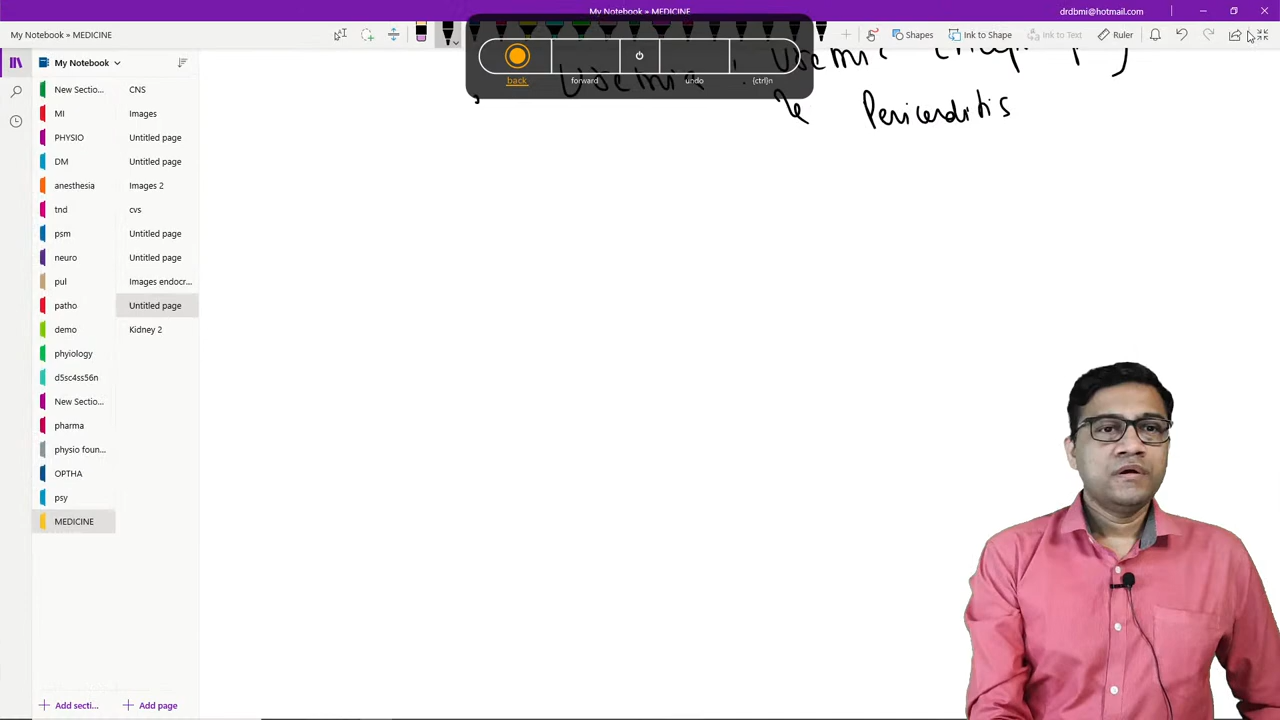 My Notebook » MEDICINE
drdbmi@hotmail.com
My Notebook » MEDICINE
Shapes
Ink to Shape
Ink to Text
Ruler
back
forward
undo
{ctrl}n
My Notebook
New Sectio...
MI
PHYSIO
DM
anesthesia
tnd
psm
neuro
pul
patho
demo
phyiology
d5sc4ss56n
New Sectio...
pharma
physio foun...
OPTHA
psy
MEDICINE
Add secti...
CNS
Images
Untitled page
Untitled page
Images 2
cvs
Untitled page
Untitled page
Images endocr...
Untitled page
Kidney 2
Add page
Uremia : Uremic
Pericarditis